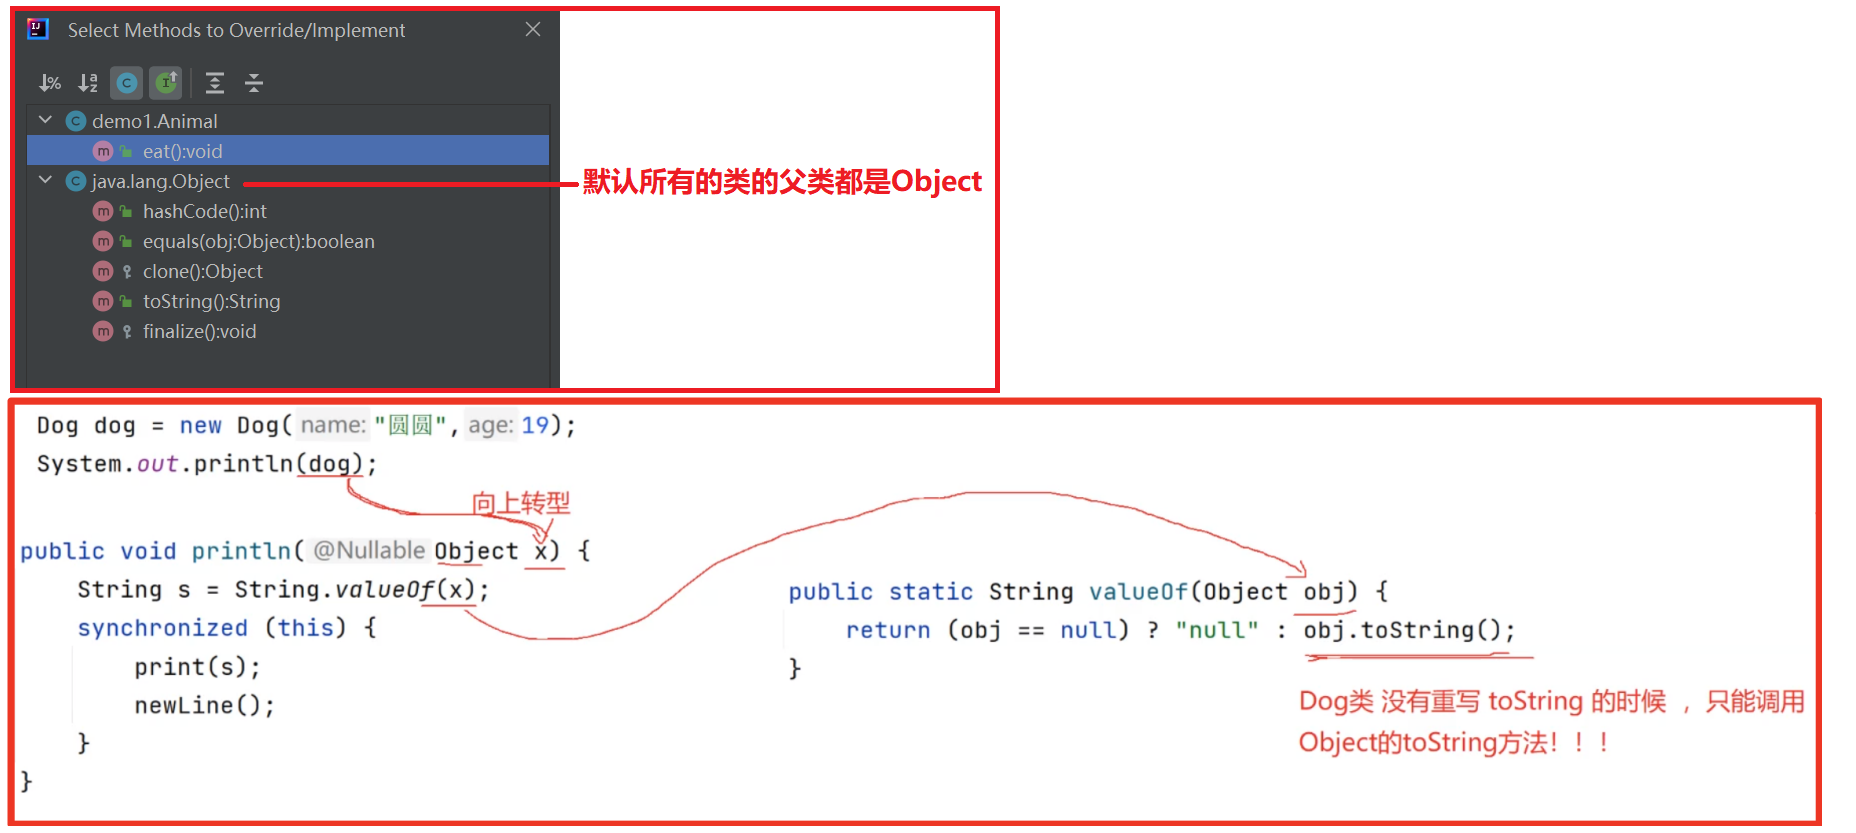 Select Methods to Override/Implement
demo1.Animal
eat():void
java.lang.Object
默认所有的类的父类都是Object
hashCode():int
equals(obj:Object):boolean
clone():Object
toString():String
finalize():void
Dog dog = new Dog( name: "圆圆", age: 19);
System.out.println(dog);
向上转型
public void println( @Nullable Object x) {
String s = String.valueOf(x);
synchronized (this) {
print(s);
newLine();
}
}
public static String valueOf(Object obj) {
return (obj == null) ? "null" : obj.toString();
}
Dog类 没有重写 toString 的时候 ，只能调用
Object的toString方法！！！